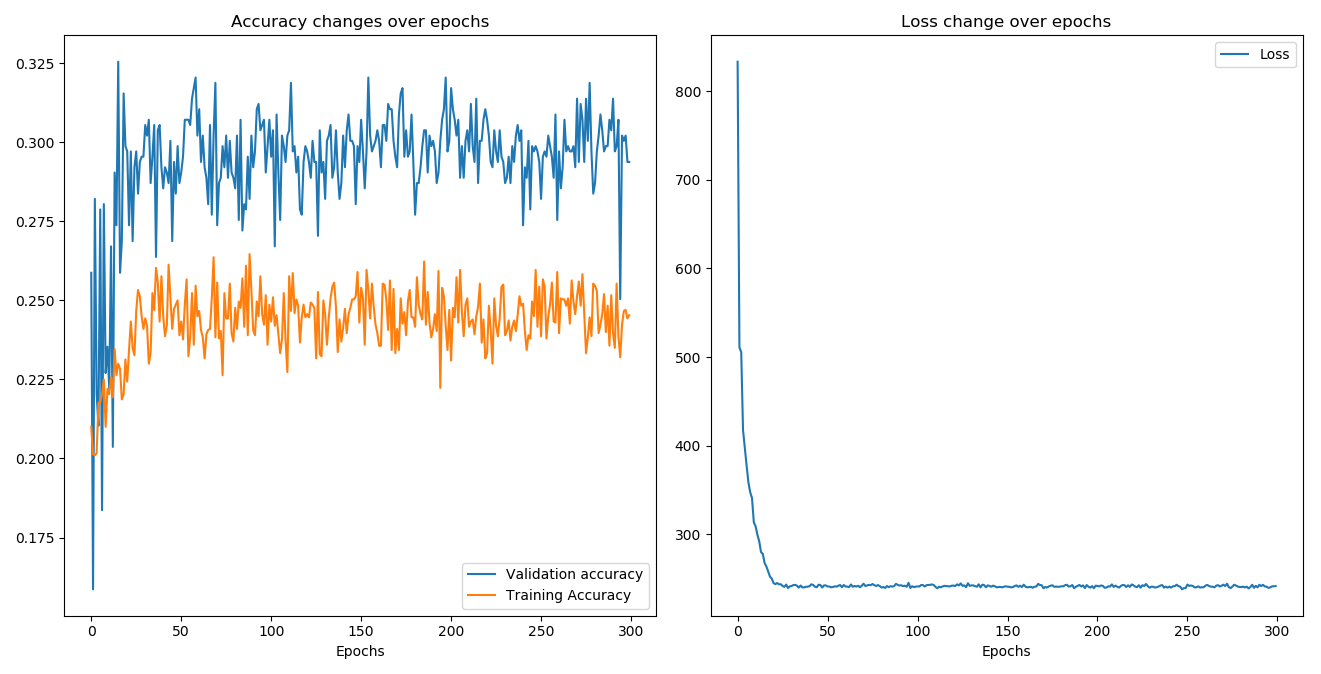 Accuracy changes over epochs
0.325
0.300
0.275
0.250
0.225
0.200
0.175
Validation accuracy
Training Accuracy
0 50 100 150 200 250 300
Epochs
Loss change over epochs
Loss
800
700
600
500
400
300
0 50 100 150 200 250 300
Epochs